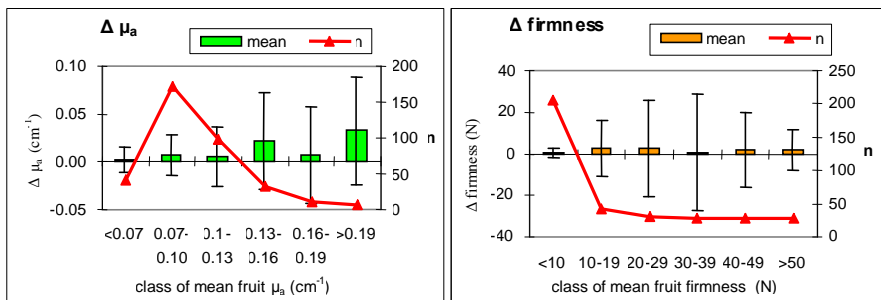 Δ μₐ
mean
n
0.10
0.05
0.00
-0.05
Δ μₐ (cm⁻¹)
200
150
100
50
0
n
<0.07 0.07- 0.1- 0.13- 0.16- >0.19
0.10 0.13 0.16 0.19
class of mean fruit μₐ (cm⁻¹)
Δ firmness
mean
n
40
20
0
-20
-40
Δ firmness (N)
250
200
150
100
50
0
n
<10 10-19 20-29 30-39 40-49 >50
class of mean fruit firmness (N)